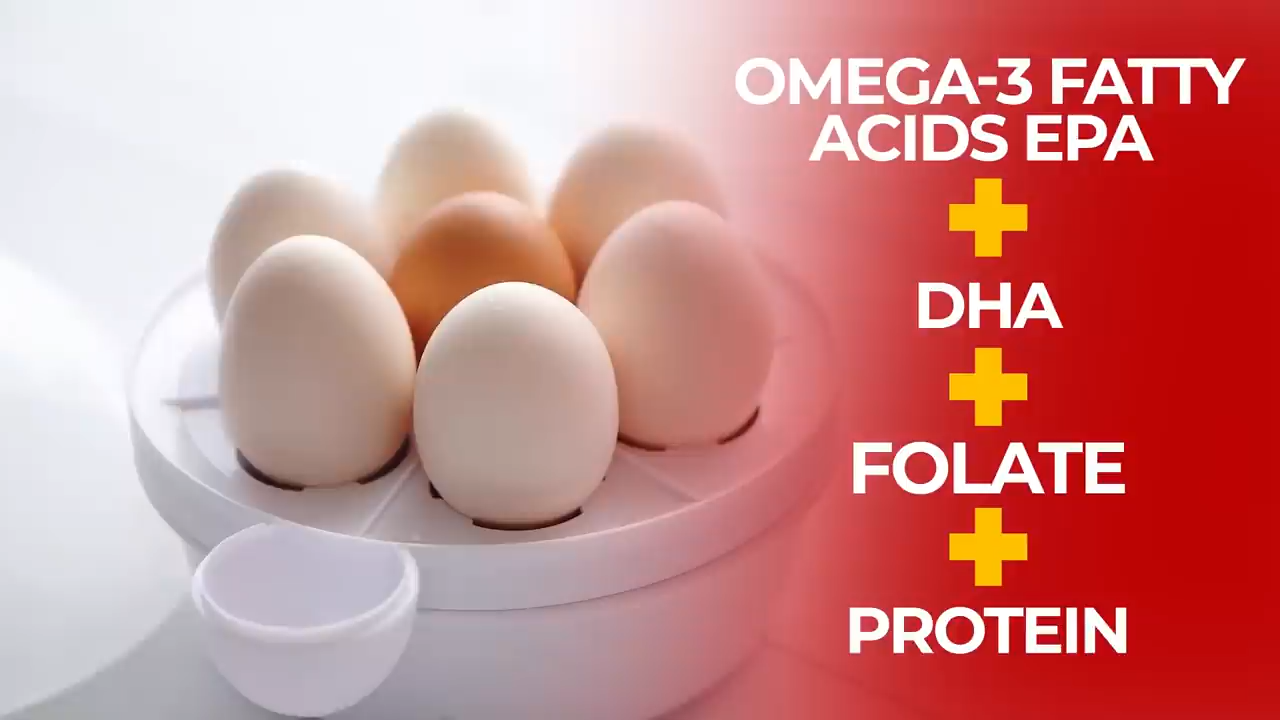 OMEGA-3 FATTY
ACIDS EPA
+
DHA
+
FOLATE
+
PROTEIN